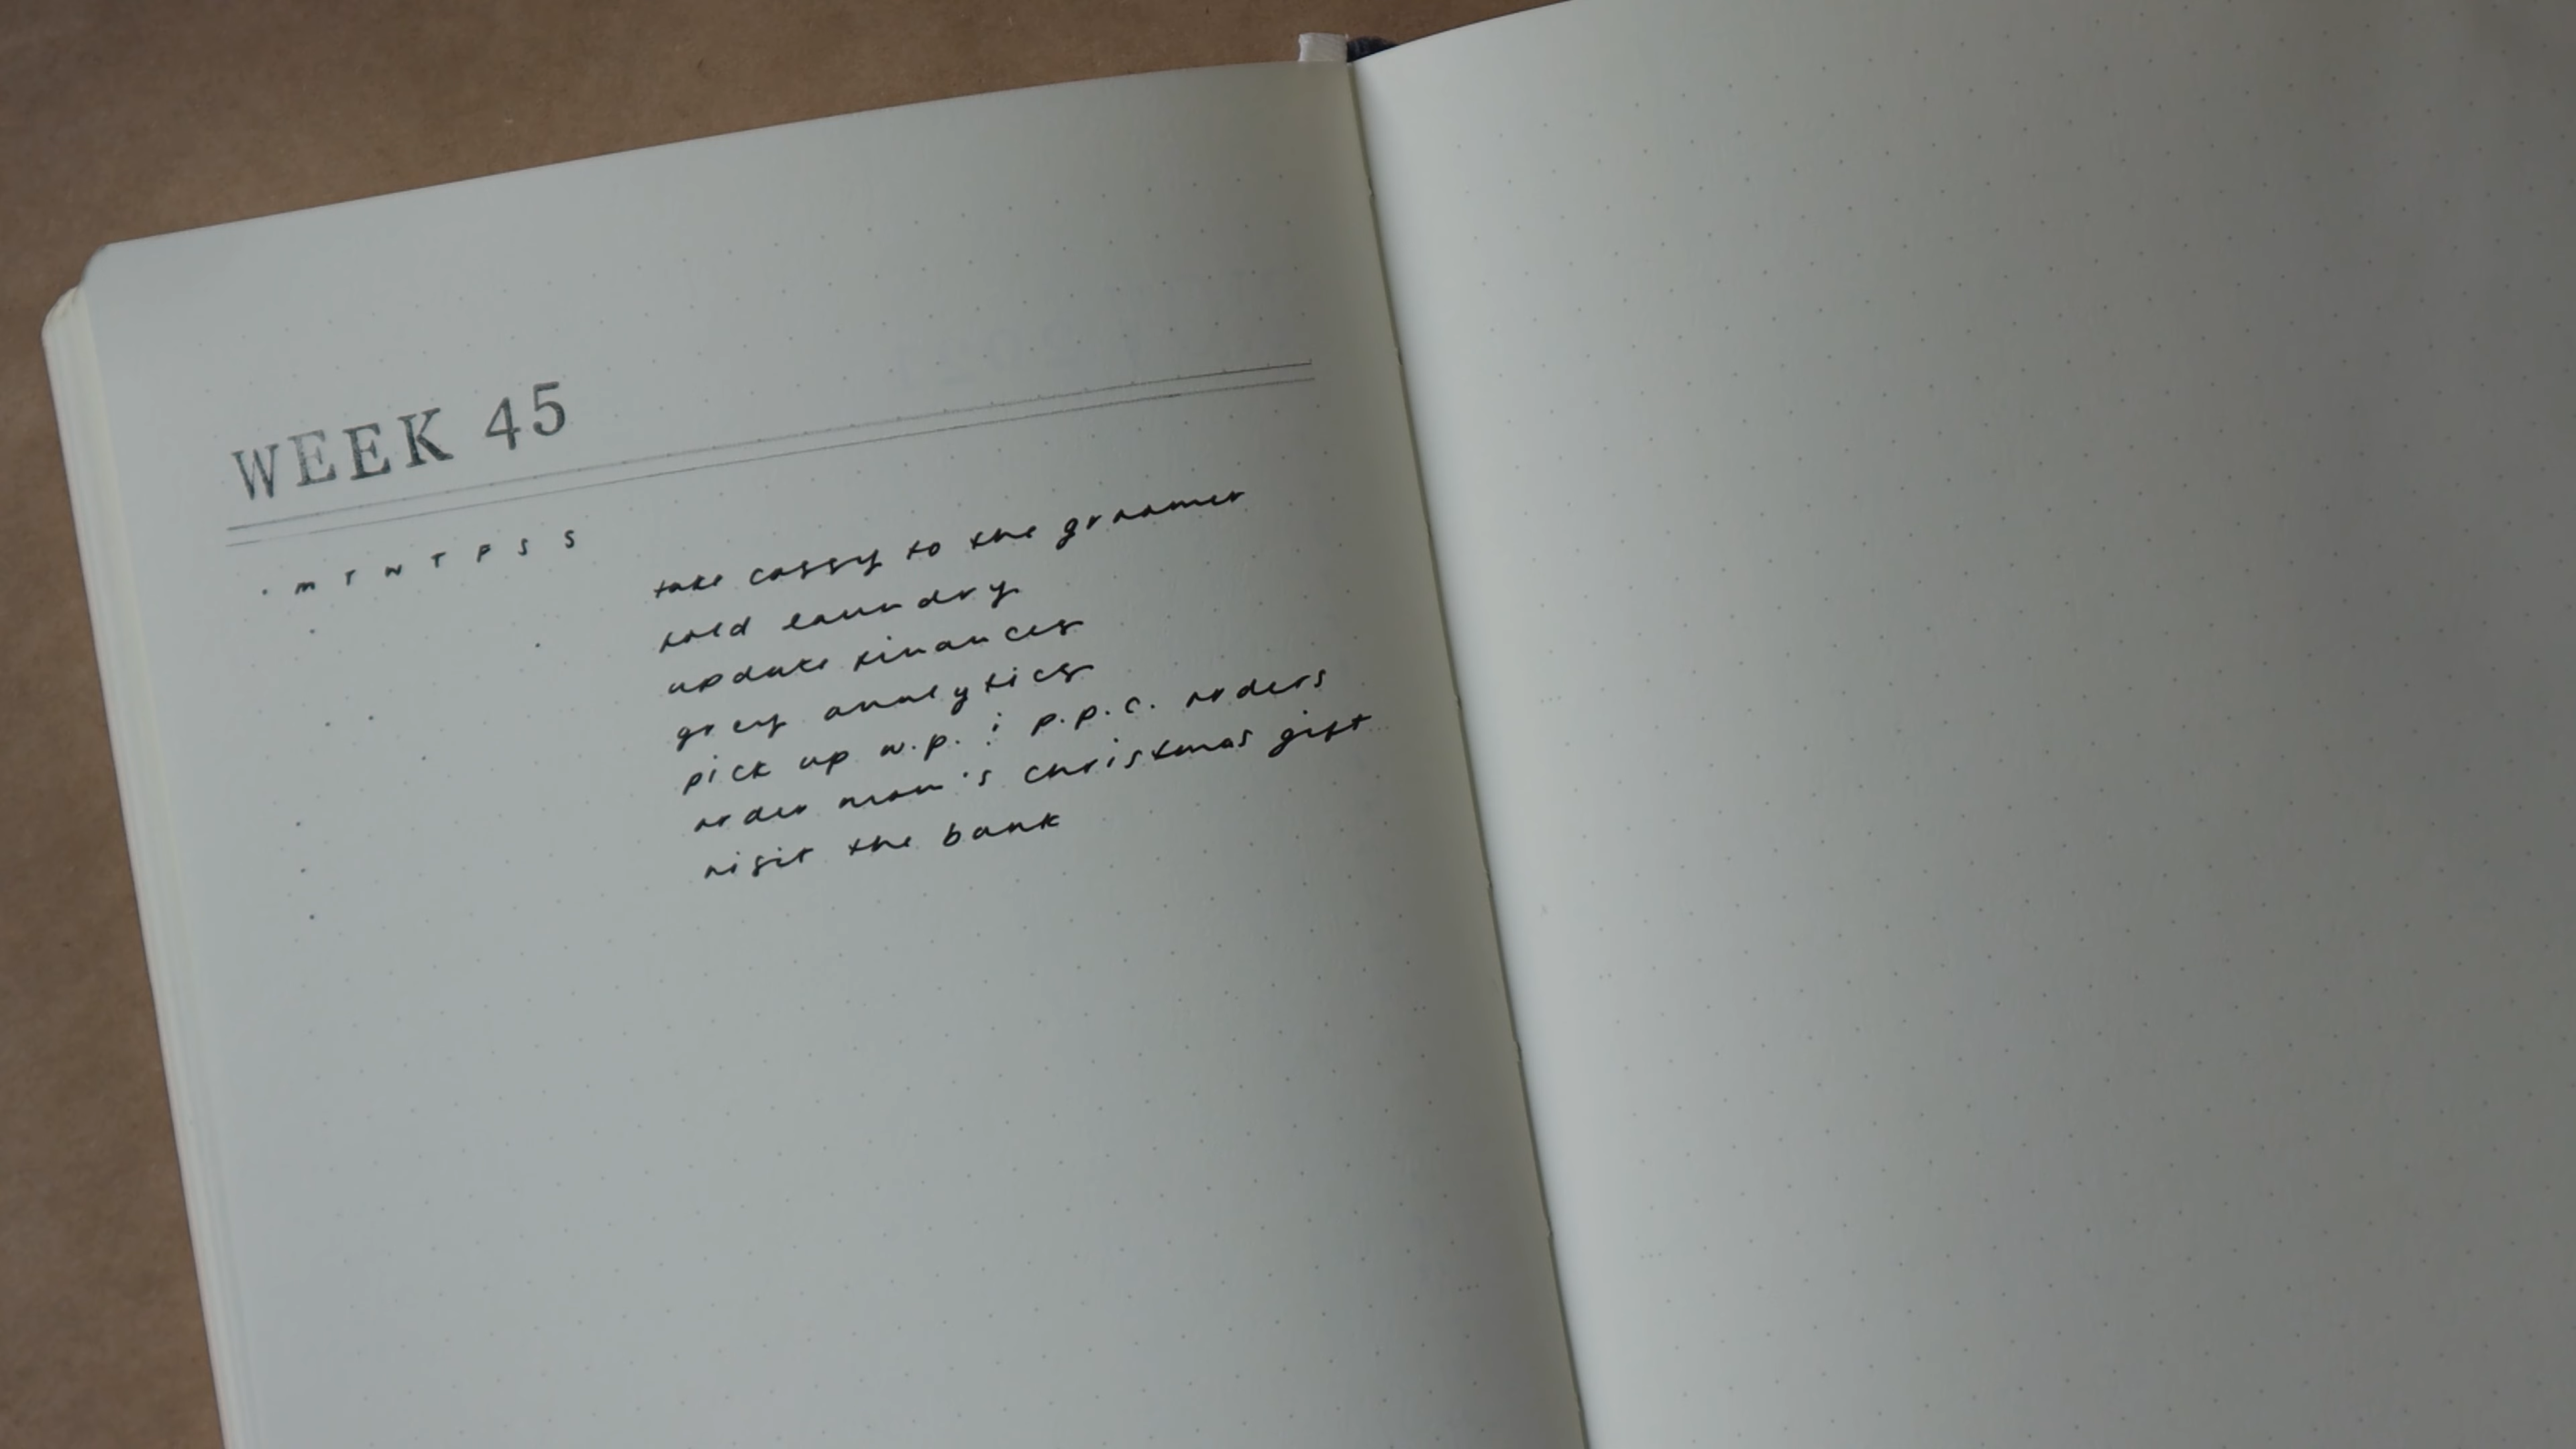 WEEK 45
· m T W T F S S
take cassy to the groomer
fold laundry
update finances
grey analytics
pick up w.p. & p.p.c. orders
order mom's christmas gift
visit the bank